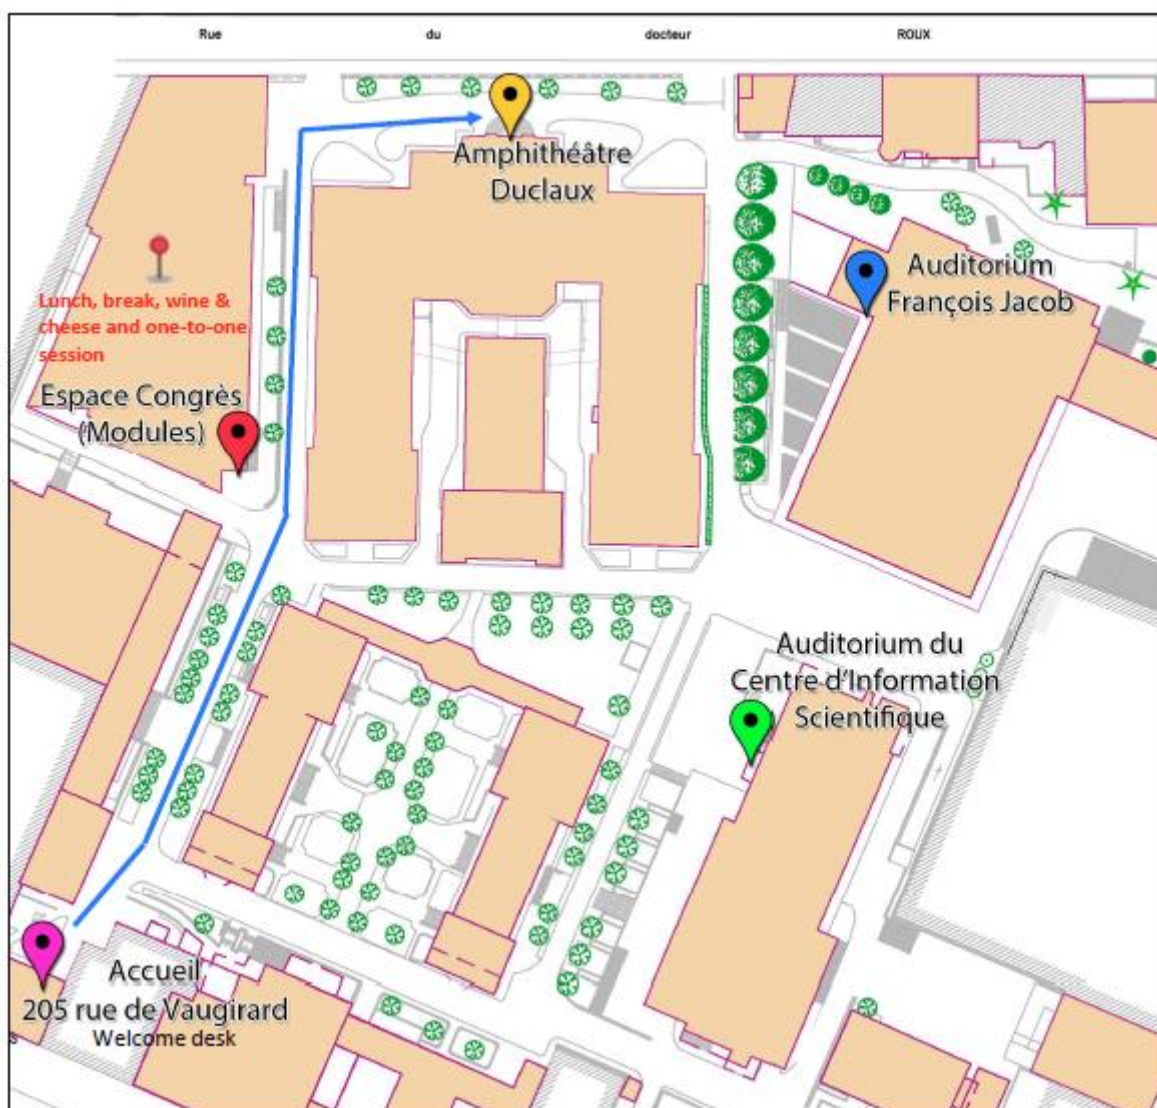 Rue du docteur ROUX
Amphithéâtre
Duclaux
Auditorium
François Jacob
Lunch, break, wine &
cheese and one-to-one
session
Espace Congrès
(Modules)
Auditorium du
Centre d'Information
Scientifique
Accueil
205 rue de Vaugirard
Welcome desk